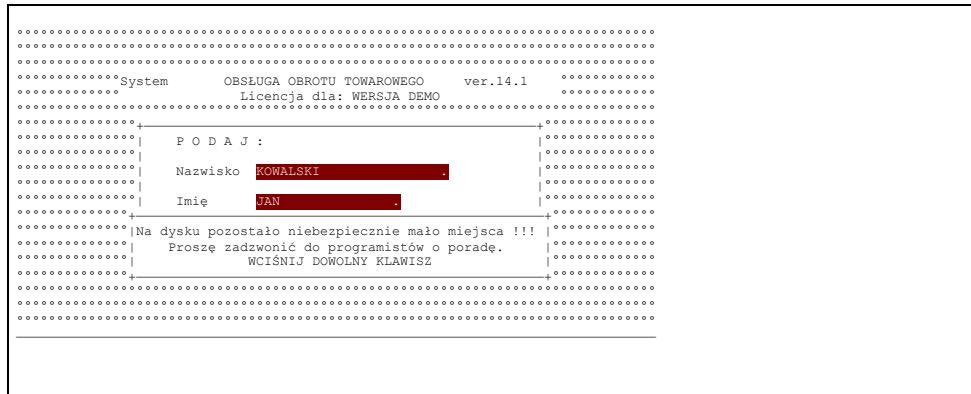 System OBSŁUGA OBROTU TOWAROWEGO ver.14.1
Licencja dla: WERSJA DEMO
P O D A J :
Nazwisko KOWALSKI .
Imię JAN .
Na dysku pozostało niebezpiecznie mało miejsca !!!
Proszę zadzwonić do programistów o poradę.
WCIŚNIJ DOWOLNY KLAWISZ